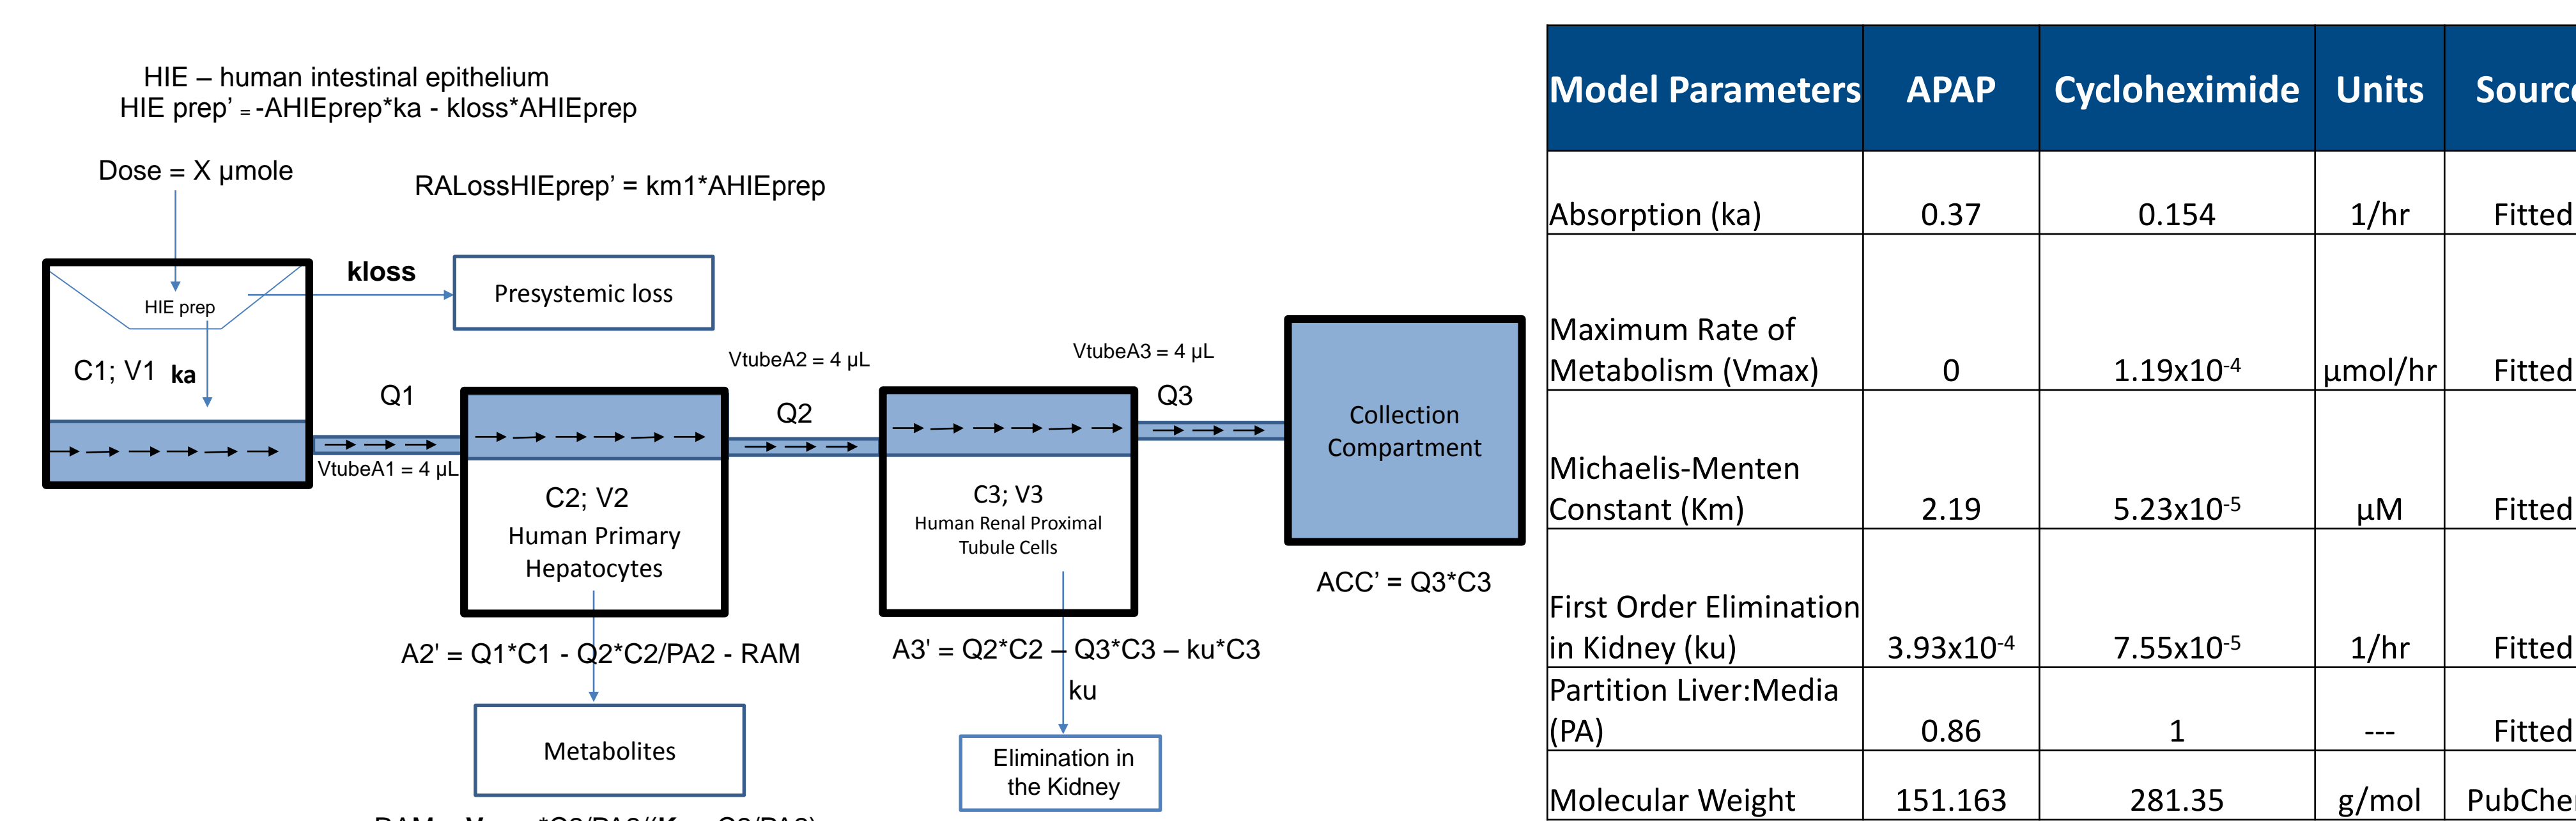 HIE – human intestinal epithelium
HIE prep’ = -AHIEprep*ka - kloss*AHIEprep
Dose = X µmole
RALossHIEprep’ = km1*AHIEprep
kloss
Presystemic loss
HIE prep
C1; V1 ka
Q1
VtubeA1 = 4 µL
VtubeA2 = 4 µL
Q2
VtubeA3 = 4 µL
Q3
C2; V2
Human Primary
Hepatocytes
C3; V3
Human Renal Proximal
Tubule Cells
Collection
Compartment
ACC’ = Q3*C3
A2' = Q1*C1 - Q2*C2/PA2 - RAM
A3' = Q2*C2 – Q3*C3 – ku*C3
ku
Metabolites
Elimination in
the Kidney
Model Parameters APAP Cycloheximide Units
Absorption (ka) 0.37 0.154 1/hr Fitted
Maximum Rate of
Metabolism (Vmax) 0 1.19x10-4 µmol/hr Fitted
Michaelis-Menten
Constant (Km) 2.19 5.23x10-5 µM Fitted
First Order Elimination
in Kidney (ku) 3.93x10-4 7.55x10-5 1/hr Fitted
Partition Liver:Media
(PA) 0.86 1 --- Fitted
Molecular Weight 151.163 281.35 g/mol